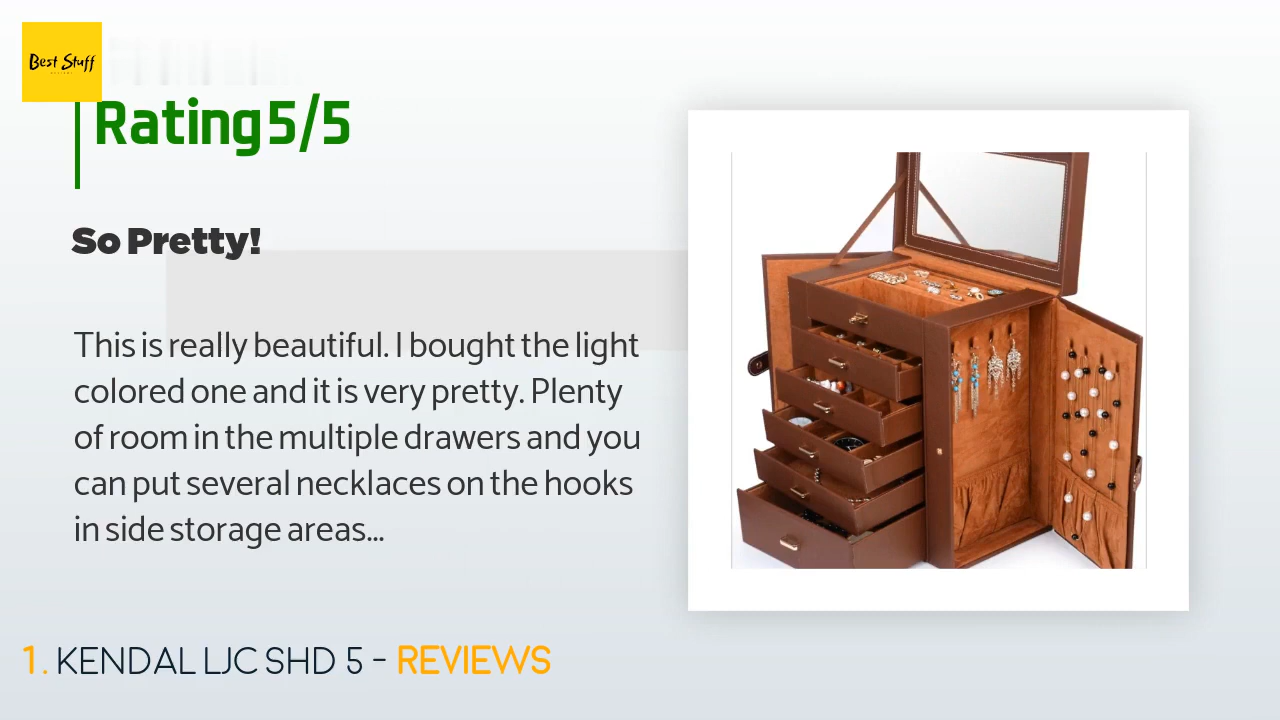 Best Stuff
Rating 5/5
So Pretty!
This is really beautiful. I bought the light
colored one and it is very pretty. Plenty
of room in the multiple drawers and you
can put several necklaces on the hooks
in side storage areas...
1. KENDAL LJC SHD 5 - REVIEWS